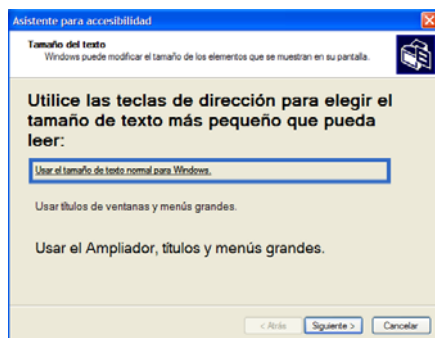 Asistente para accesibilidad
Tamaño del texto
Windows puede modificar el tamaño de los elementos que se muestran en su pantalla.
Utilice las teclas de dirección para elegir el
tamaño de texto más pequeño que pueda
leer:
Usar el tamaño de texto normal para Windows.
Usar títulos de ventanas y menús grandes.
Usar el Ampliador, títulos y menús grandes.
< Atrás
Siguiente >
Cancelar